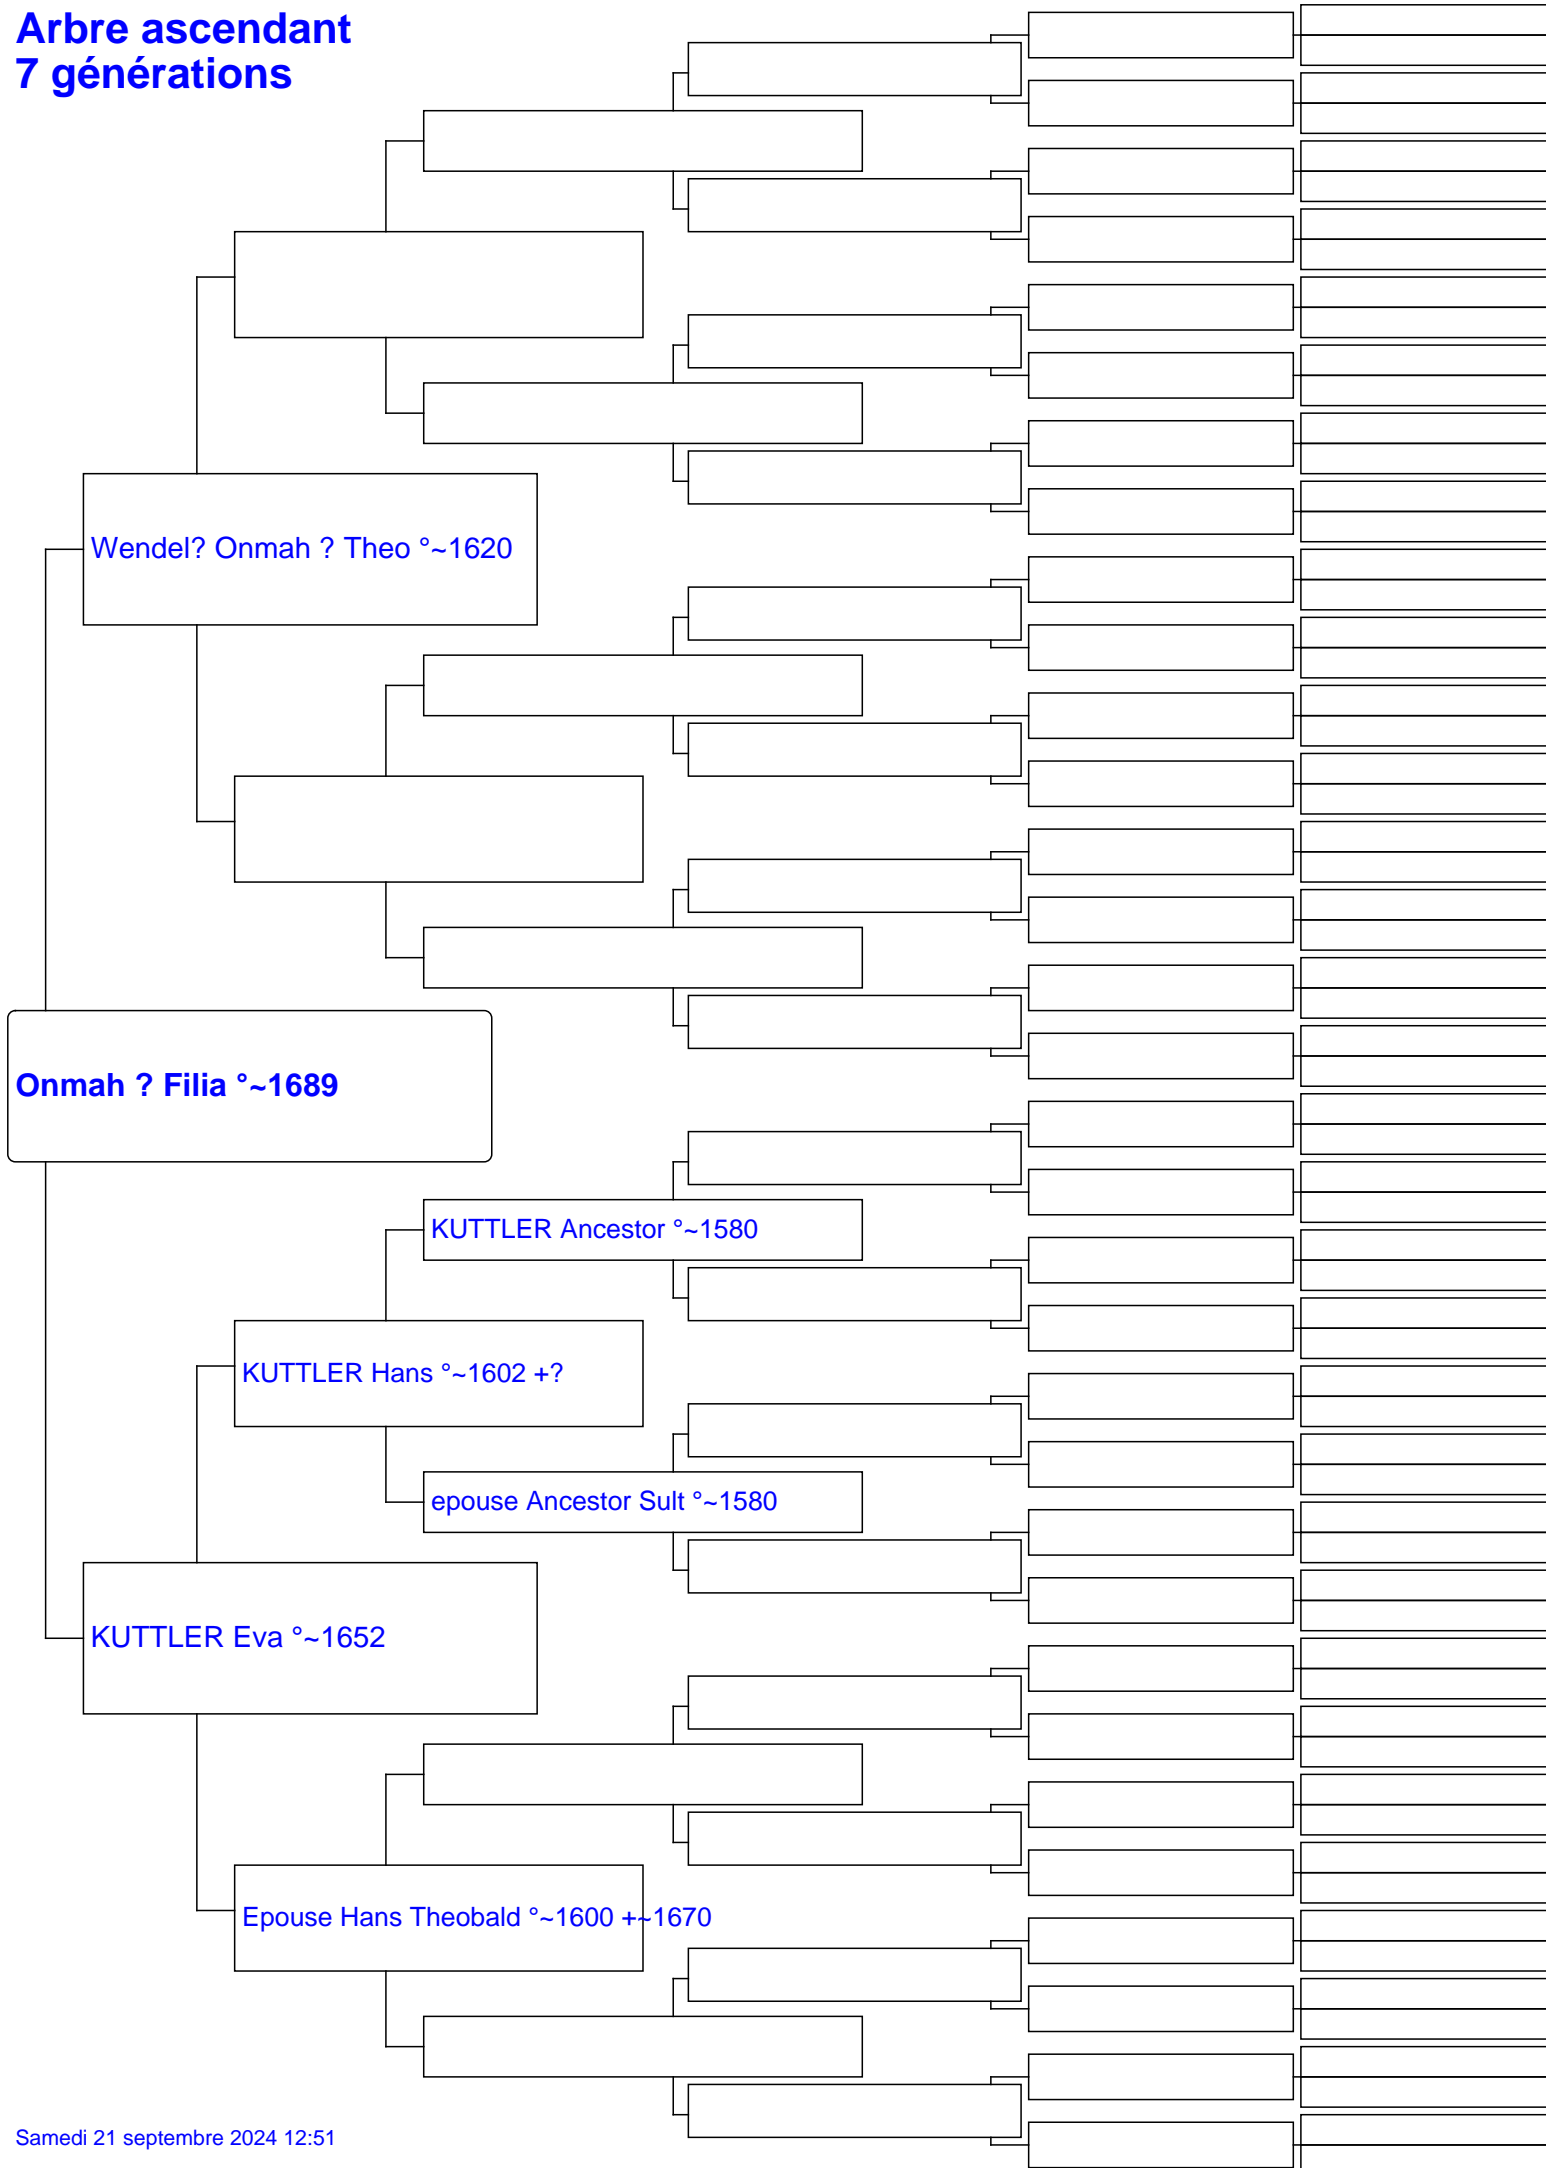 Arbre ascendant
7 générations
Wendel? Onmah ? Theo °~1620
Onmah ? Filia °~1689
KUTTLER Ancestor °~1580
KUTTLER Hans °~1602 +?
epouse Ancestor Sult °~1580
KUTTLER Eva °~1652
Epouse Hans Theobald °~1600 +~1670
Samedi 21 septembre 2024 12:51